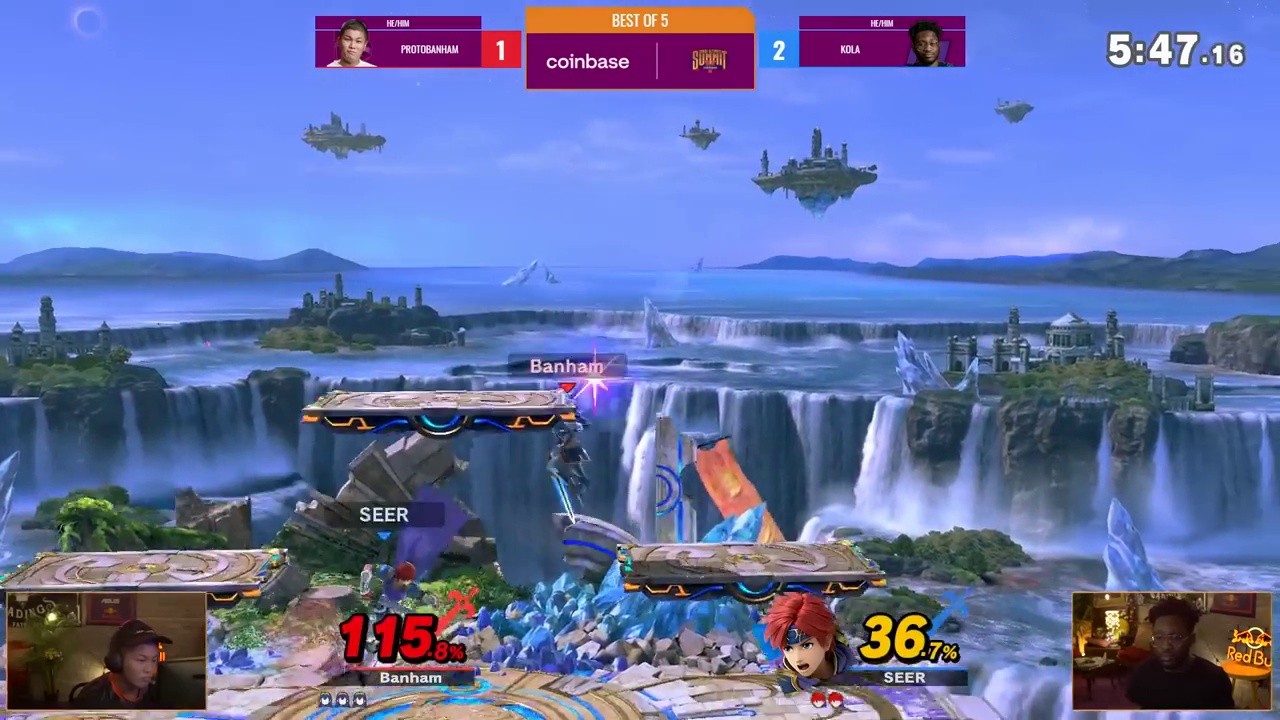 HE/HIM
PROTOBANHAM
1
BEST OF 5
coinbase
SUMMIT
2
HE/HIM
KOLA
5:47.16
Banham
SEER
115.8%
Banham
36.7%
SEER
Red Bu